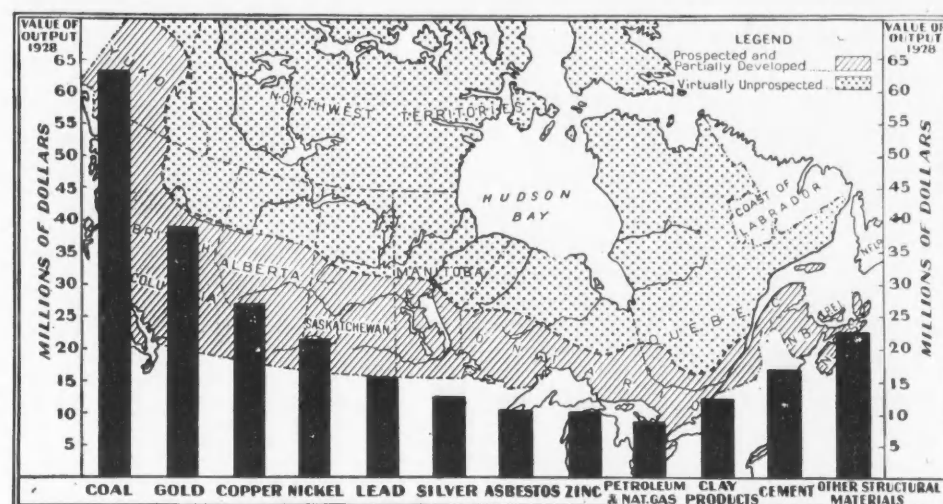 VALUE OF
OUTPUT
1928
VALUE OF
OUTPUT
1928
LEGEND
Prospected and
Partially Developed
Virtually Unprospected
65
60
55
50
45
40
35
30
25
20
15
10
5
MILLIONS OF DOLLARS
65
60
55
50
45
40
35
30
25
20
15
10
5
MILLIONS OF DOLLARS
YUKON
NORTHWEST TERRITORIES
HUDSON
BAY
COAST OF
LABRADOR
BRITISH
COLUMBIA
ALBERTA
SASKATCHEWAN
MANITOBA
ONTARIO
QUEBEC
N.B.
COAL
GOLD
COPPER
NICKEL
LEAD
SILVER
ASBESTOS
ZINC
PETROLEUM
& NAT.GAS
CLAY
PRODUCTS
CEMENT
OTHER STRUCTURAL
MATERIALS